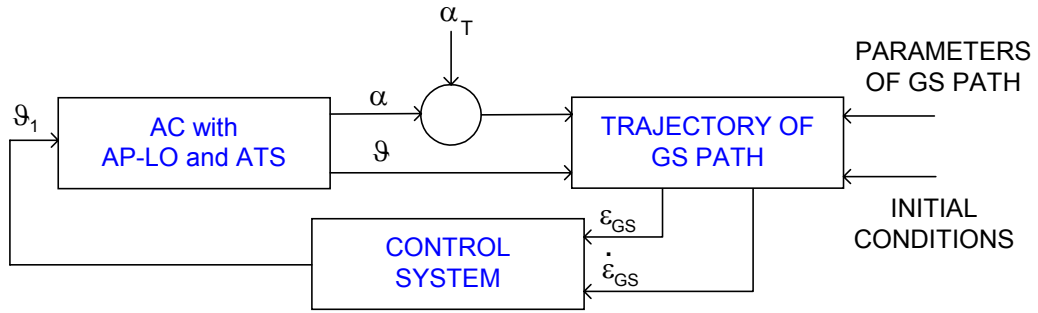 α_T
PARAMETERS
OF GS PATH
ϑ₁
AC with
AP-LO and ATS
α
ϑ
TRAJECTORY OF
GS PATH
INITIAL
CONDITIONS
ε_GS
ε̇_GS
CONTROL
SYSTEM